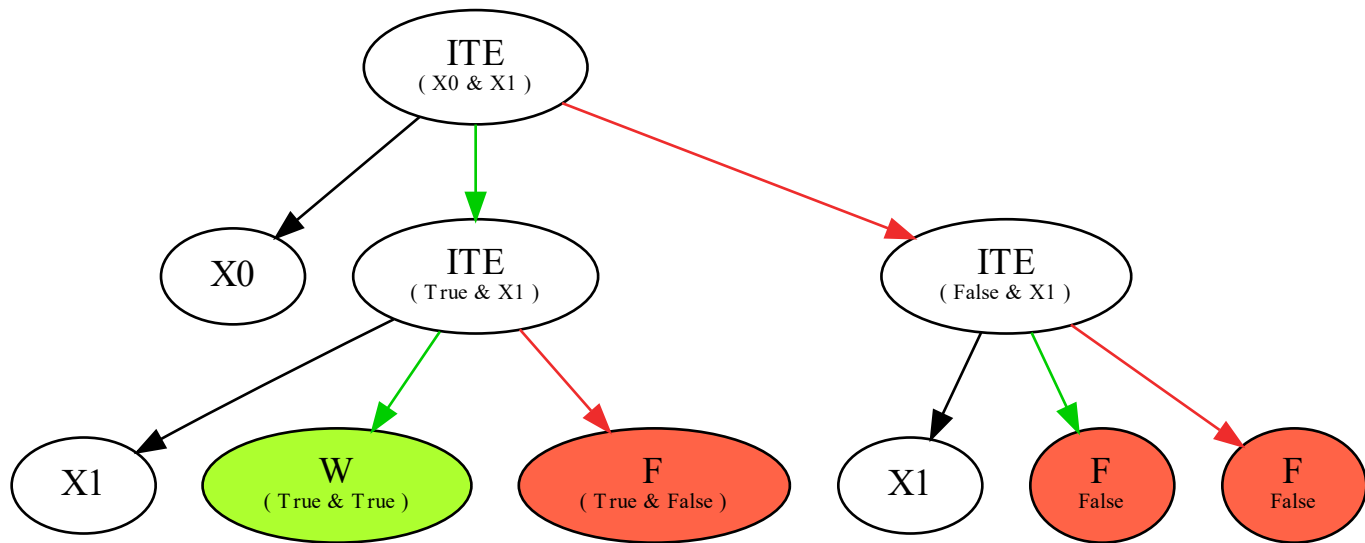 ITE
( X0 & X1 )
X0
ITE
( True & X1 )
ITE
( False & X1 )
X1
W
( True & True )
F
( True & False )
X1
F
False
F
False